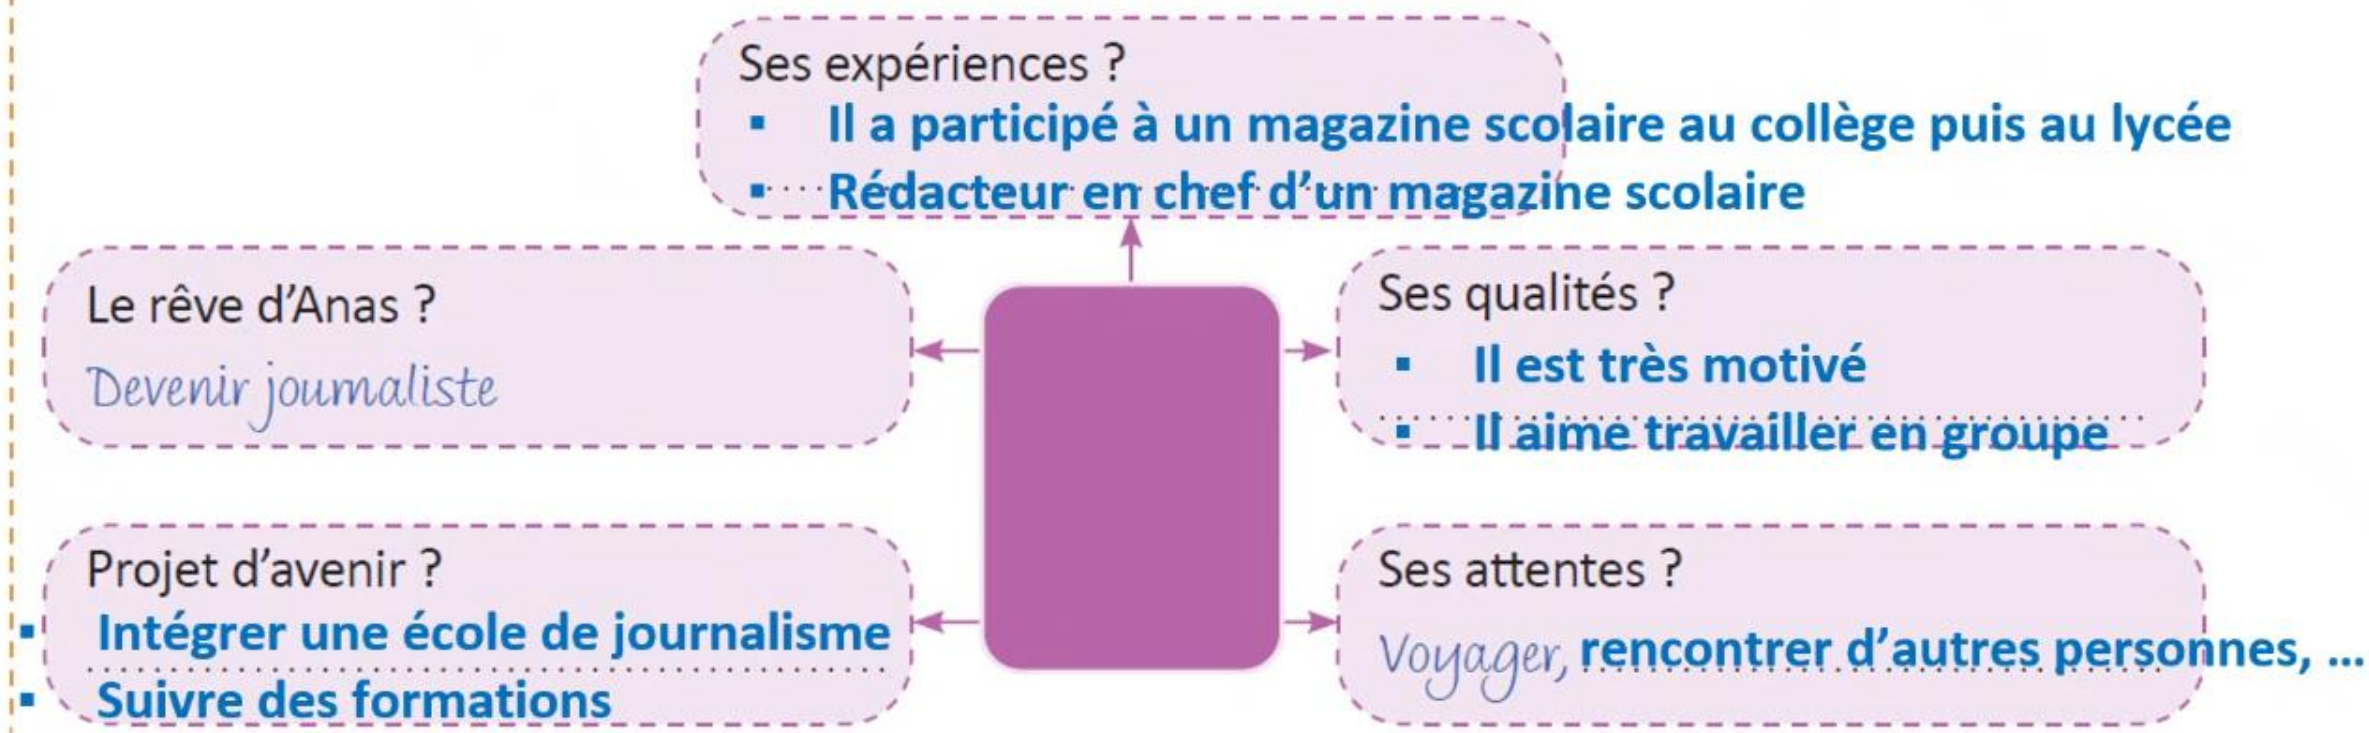 Ses expériences ?
▪ Il a participé à un magazine scolaire au collège puis au lycée
▪ Rédacteur en chef d'un magazine scolaire
Le rêve d'Anas ?
Devenir journaliste
Ses qualités ?
▪ Il est très motivé
▪ Il aime travailler en groupe
Projet d'avenir ?
▪ Intégrer une école de journalisme
▪ Suivre des formations
Ses attentes ?
Voyager, rencontrer d'autres personnes, ...